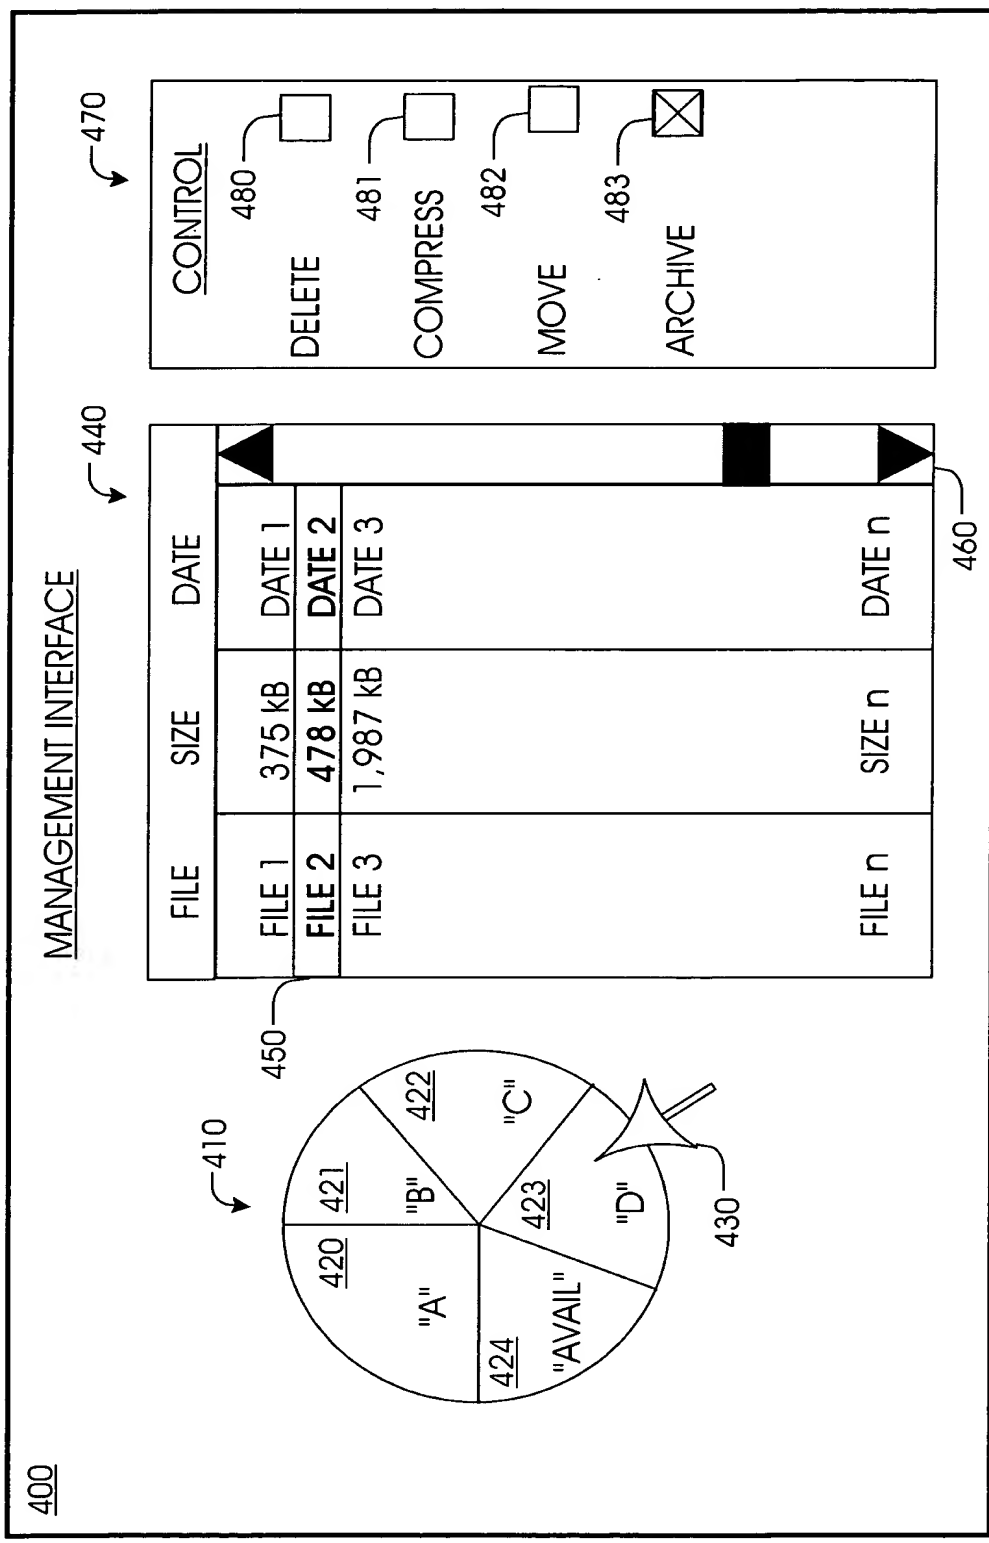 400
MANAGEMENT INTERFACE
410
420
421
"A"
"B"
422
"C"
423
"D"
424
"AVAIL"
430
440
FILE SIZE DATE
FILE 1 375 kB DATE 1
FILE 2 478 kB DATE 2
FILE 3 1,987 kB DATE 3
FILE n SIZE n DATE n
450
460
470
CONTROL
480
DELETE
481
COMPRESS
482
MOVE
483
ARCHIVE